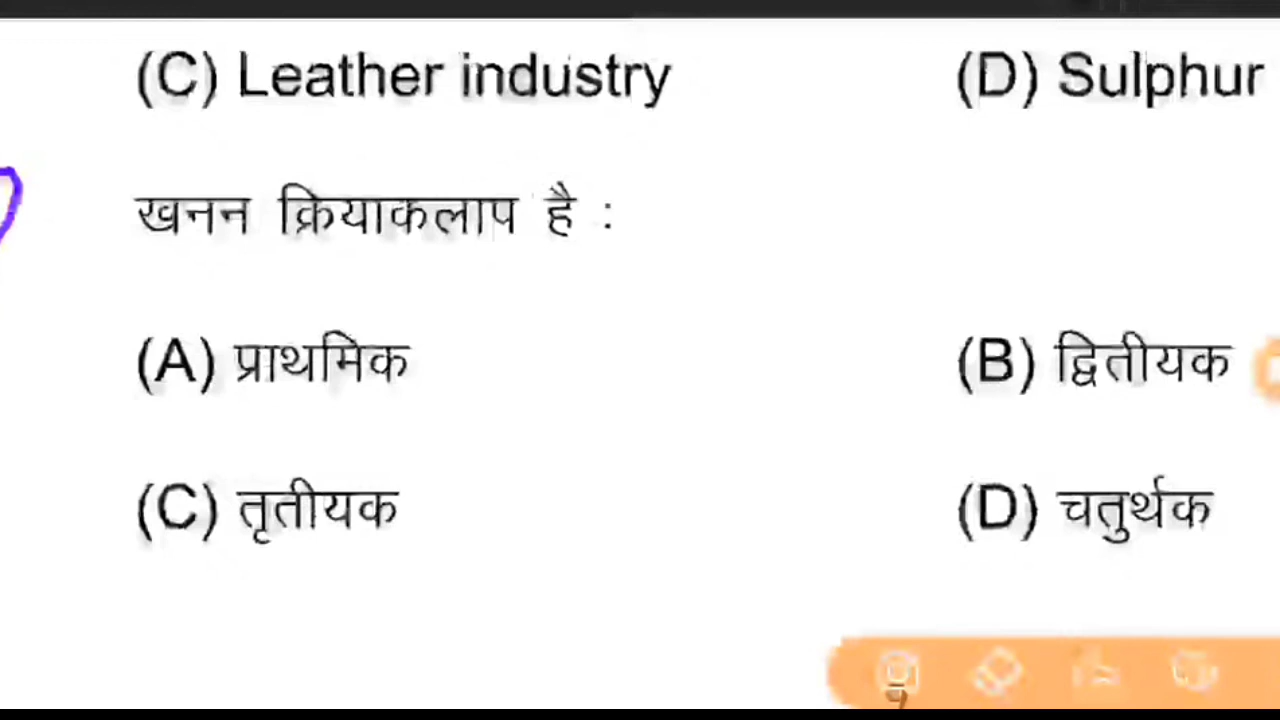 (C) Leather industry (D) Sulphur
खनन क्रियाकलाप है :
(A) प्राथमिक (B) द्वितीयक
(C) तृतीयक (D) चतुर्थक